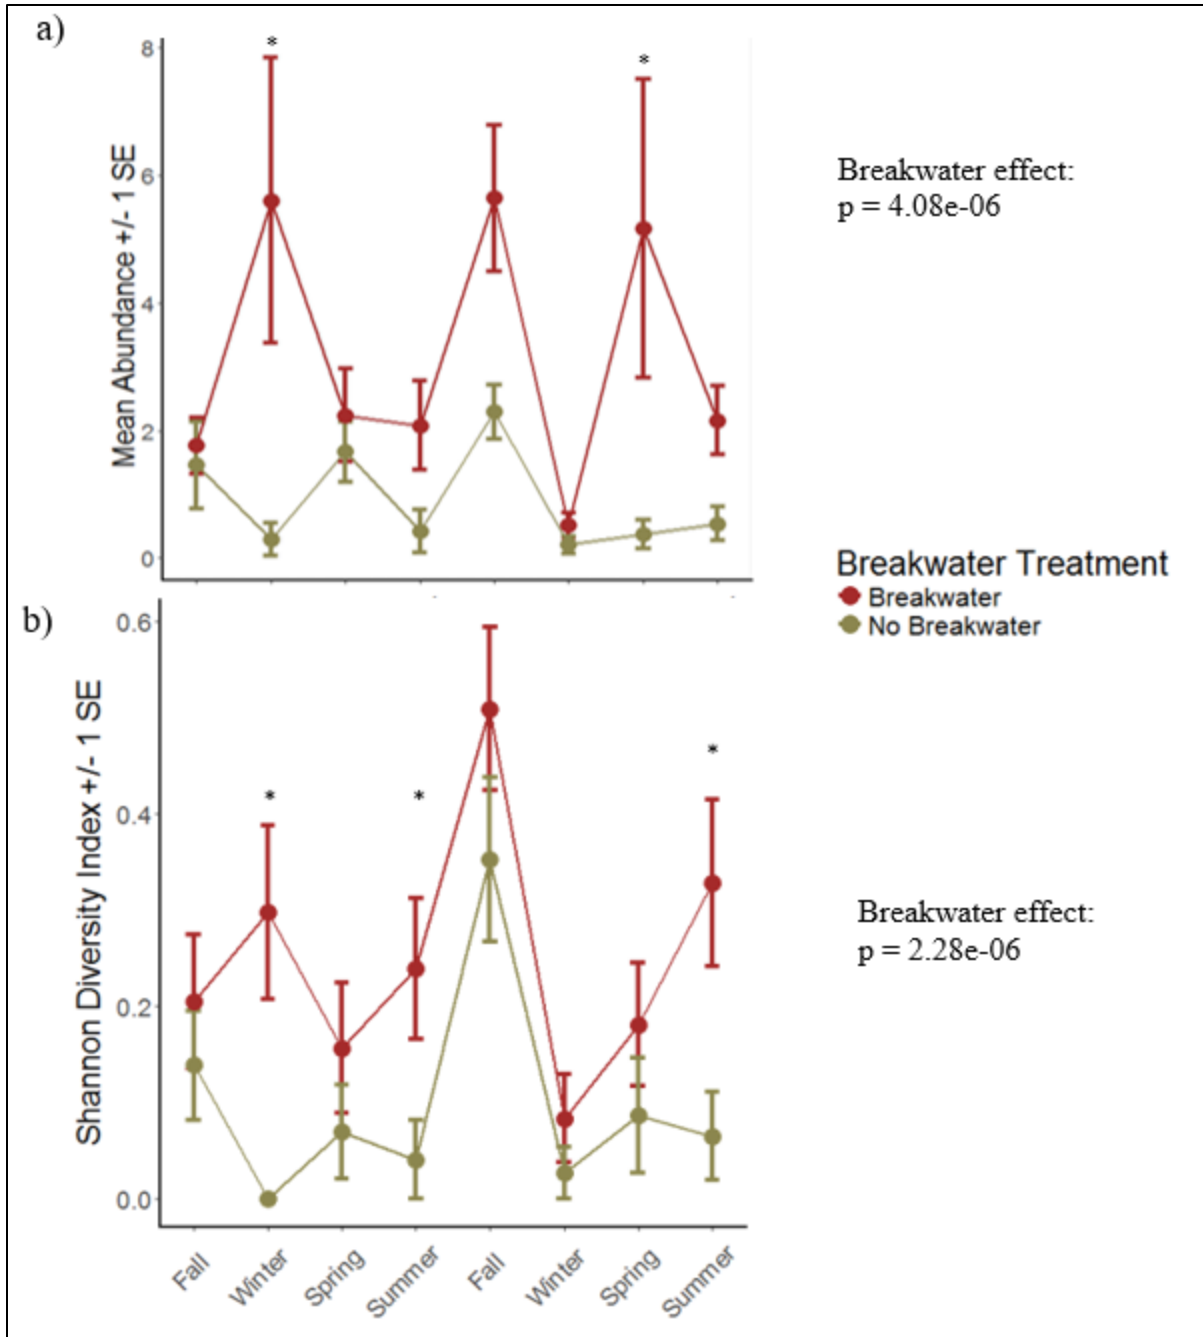 a)
*
*
Mean Abundance +/- 1 SE
8
6
4
2
0
Breakwater effect:
p = 4.08e-06
Breakwater Treatment
Breakwater
No Breakwater
b)
*
*
*
Shannon Diversity Index +/- 1 SE
0.6
0.4
0.2
0.0
Breakwater effect:
p = 2.28e-06
Fall
Winter
Spring
Summer
Fall
Winter
Spring
Summer